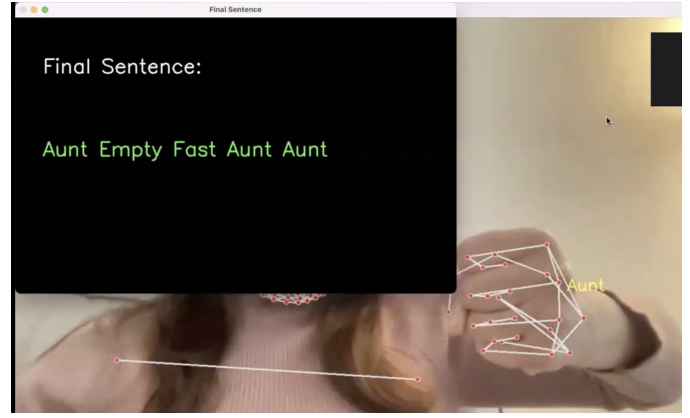 Final Sentence
Final Sentence:
Aunt Empty Fast Aunt Aunt
Aunt